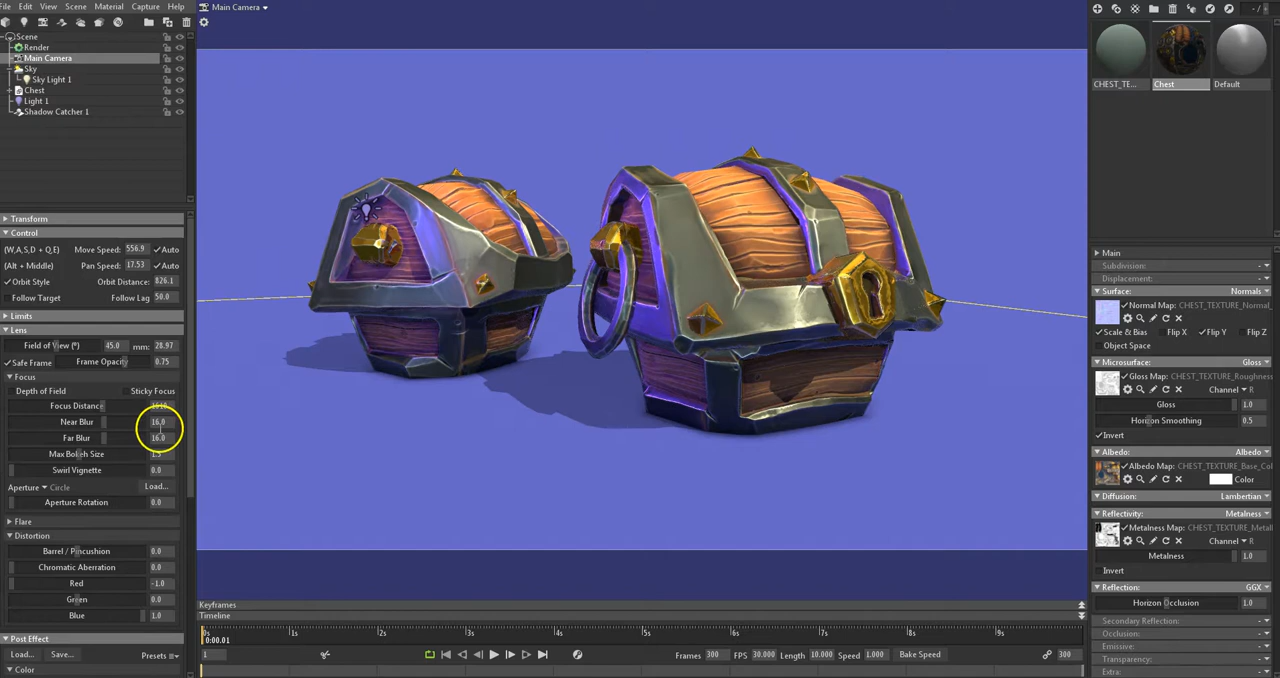 File Edit View Scene Material Capture Help
Main Camera
Scene
Render
Main Camera
Sky
Sky Light 1
Chest
Light 1
Shadow Catcher 1
Transform
Control
(W,A,S,D + Q,E) Move Speed: 556.9 Auto
(Alt + Middle) Pan Speed: 17.53 Auto
Orbit Style Orbit Distance: 826.1
Follow Target Follow Lag 50.0
Limits
Lens
Field of View (°) 45.0 mm: 28.97
Safe Frame Frame Opacity 0.75
Focus
Depth of Field Sticky Focus
Focus Distance
Near Blur 16.0
Far Blur 16.0
Max Bokeh Size 1.5
Swirl Vignette 0.0
Aperture Circle Load...
Aperture Rotation 0.0
Flare
Distortion
Barrel / Pincushion 0.0
Chromatic Aberration 0.0
Red -1.0
Green 0.0
Blue 1.0
Post Effect
Load... Save... Presets
Color
Keyframes
Timeline
0s 1s 2s 3s 4s 5s 6s 7s 8s 9s
0:00.01
1 Frames 300 FPS 30.000 Length 10.000 Speed 1.000 Bake Speed 300
- /
CHEST_TE... Chest Default
Main
Subdivision:
Displacement:
Surface: Normals
Normal Map: CHEST_TEXTURE_Normal_
Scale & Bias Flip X Flip Y Flip Z
Object Space
Microsurface: Gloss
Gloss Map: CHEST_TEXTURE_Roughness
Channel R
Gloss 1.0
Horizon Smoothing 0.5
Invert
Albedo: Albedo
Albedo Map: CHEST_TEXTURE_Base_Col
Color
Diffusion: Lambertian
Reflectivity: Metalness
Metalness Map: CHEST_TEXTURE_Metall
Channel R
Metalness 1.0
Invert
Reflection: GGX
Horizon Occlusion 1.0
Secondary Reflection:
Occlusion:
Emissive:
Transparency:
Extra: